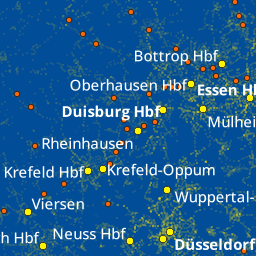 Bottrop Hbf
Oberhausen Hbf
Essen H
Duisburg Hbf
Mülhei
Rheinhausen
Krefeld Hbf
Krefeld-Oppum
Wuppertal-
Viersen
h Hbf
Neuss Hbf
Düsseldorf